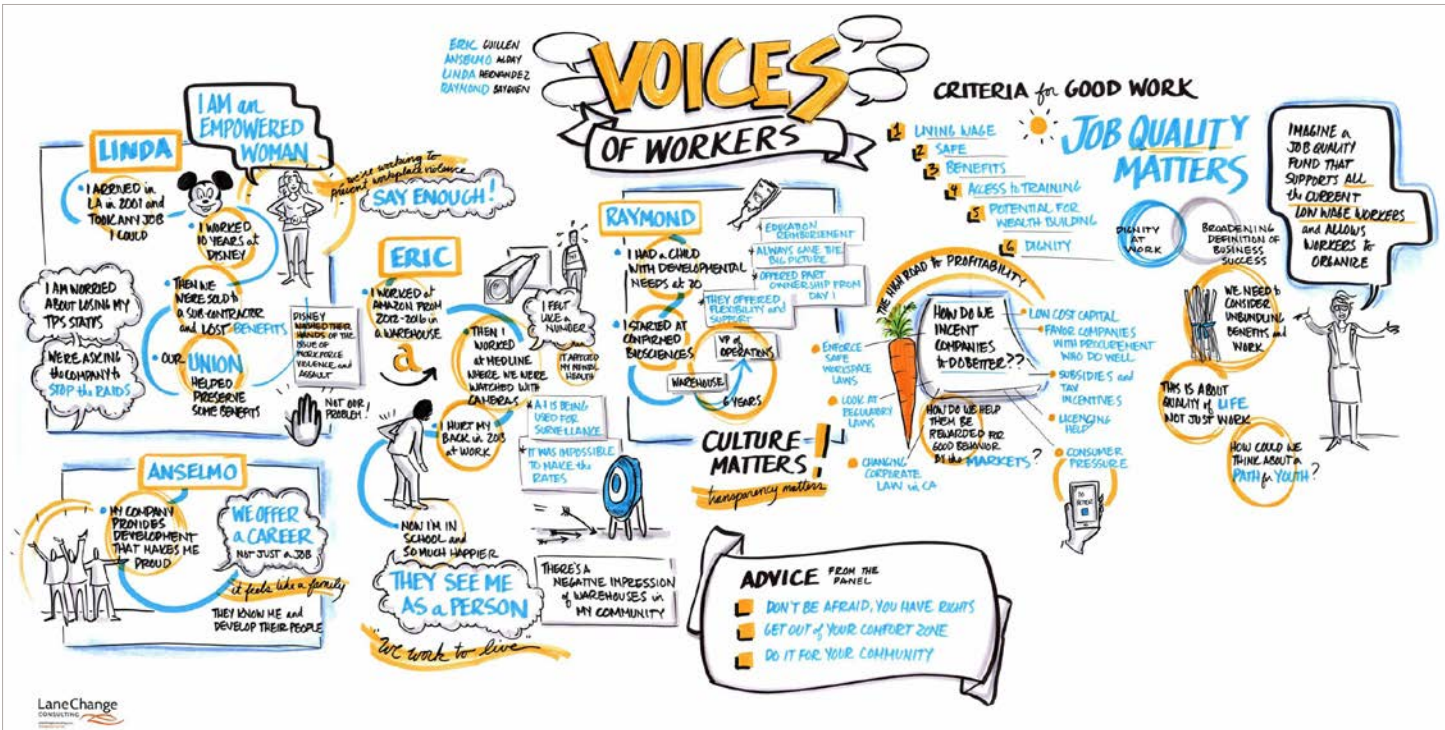 ERIC GUILLEN
ANSELMO ALDAY
LINDA HERNANDEZ
RAYMOND BAYQUEN
VOICES
OF WORKERS
LINDA
I AM an
EMPOWERED
WOMAN
I ARRIVED in
LA in 2001 and
TOOK ANY JOB
I COULD
we're working to
prevent workplace violence
SAY ENOUGH!
I WORKED
10 YEARS at
DISNEY
THEN WE
WERE SOLD to
a SUB-CONTRACTOR
and LOST BENEFITS
OUR
UNION
HELPED
PRESERVE
SOME BENEFITS
I AM WORRIED
ABOUT LOSING MY
TPS STATUS
WE'RE ASKING
the COMPANY to
STOP the RAIDS
DISNEY
WASHED THEIR
HANDS OF THE
ISSUE OF
WORKFORCE
VIOLENCE and
ASSAULT
NOT OUR
PROBLEM!
ANSELMO
MY COMPANY
PROVIDES
DEVELOPMENT
THAT MAKES ME
PROUD
WE OFFER
a CAREER
NOT JUST a JOB
it feels like a family
THEY KNOW ME and
DEVELOP THEIR PEOPLE
ERIC
I WORKED at
AMAZON FROM
2012-2016 in
a WAREHOUSE
a
THEN I
WORKED
at MEDLINE
WHERE WE WERE
WATCHED WITH
CAMERAS
I FELT
LIKE a
NUMBER
IT AFFECTED
MY MENTAL
HEALTH
I HURT MY
BACK in 2013
AT WORK
A.I IS BEING
USED FOR
SURVEILLANCE
IT WAS IMPOSSIBLE
TO MAKE the
RATES
NOW I'M IN
SCHOOL and
SO MUCH HAPPIER
THEY SEE ME
AS a PERSON
"We work to live"
THERE'S A
NEGATIVE IMPRESSION
of WAREHOUSES in
MY COMMUNITY
RAYMOND
I HAD a CHILD
WITH DEVELOPMENTAL
NEEDS at 20
I STARTED AT
CONFIRMED
BIOSCIENCES
EDUCATION
REIMBURSEMENT
ALWAYS GAVE THE
BIG PICTURE
OFFERED PART
OWNERSHIP FROM
DAY 1
THEY OFFERED
FLEXIBILITY and
SUPPORT
VP of
OPERATIONS
WAREHOUSE
6 YEARS
CULTURE
MATTERS!
transparency matters
CRITERIA for GOOD WORK
1 LIVING WAGE
2 SAFE
3 BENEFITS
4 ACCESS to TRAINING
5 POTENTIAL FOR
WEALTH BUILDING
6 DIGNITY
JOB QUALITY
MATTERS
DIGNITY
AT
WORK
BROADENING
DEFINITION OF
BUSINESS
SUCCESS
IMAGINE a
JOB QUALITY
FUND THAT
SUPPORTS ALL
the CURRENT
LOW WAGE WORKERS
and ALLOWS
WORKERS to
ORGANIZE
THE HIGH ROAD to PROFITABILITY
HOW DO WE
INCENT
COMPANIES
to DO BETTER??
ENFORCE
SAFE
WORKSPACE
LAWS
LOOK AT
REGULATORY
LAWS
CHANGING
CORPORATE
LAW in CA
LOW COST CAPITAL
FAVOR COMPANIES
WITH PROCUREMENT
WHO DO WELL
SUBSIDIES and
TAX
INCENTIVES
LICENCING
HELP
CONSUMER
PRESSURE
HOW DO WE HELP
THEM BE
REWARDED FOR
GOOD BEHAVIOR
BY the MARKETS?
DO
BETTER
WE NEED to
CONSIDER
UNBUNDLING
BENEFITS and
WORK
THIS IS ABOUT
QUALITY of LIFE
NOT JUST WORK
HOW COULD WE
THINK ABOUT a
PATH for YOUTH?
ADVICE FROM THE
PANEL
DON'T BE AFRAID, YOU HAVE RIGHTS
GET OUT of YOUR COMFORT ZONE
DO IT FOR YOUR COMMUNITY
LaneChange
CONSULTING